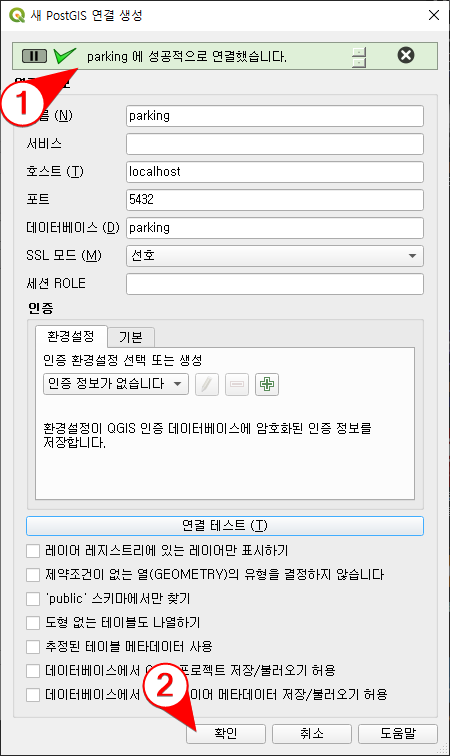 새 PostGIS 연결 생성
parking 에 성공적으로 연결했습니다.
1
(N)
parking
서비스
호스트 (T)
localhost
포트
5432
데이터베이스 (D)
parking
SSL 모드 (M)
선호
세션 ROLE
인증
환경설정
기본
인증 환경설정 선택 또는 생성
인증 정보가 없습니다
환경설정이 QGIS 인증 데이터베이스에 암호화된 인증 정보를
저장합니다.
연결 테스트 (T)
레이어 레지스트리에 있는 레이어만 표시하기
제약조건이 없는 열(GEOMETRY)의 유형을 결정하지 않습니다
'public' 스키마에서만 찾기
도형 없는 테이블도 나열하기
추정된 테이블 메타데이터 사용
데이터베이스에서 프로젝트 저장/불러오기 허용
데이터베이스에서 메타데이터 저장/불러오기 허용
2
확인
취소
도움말